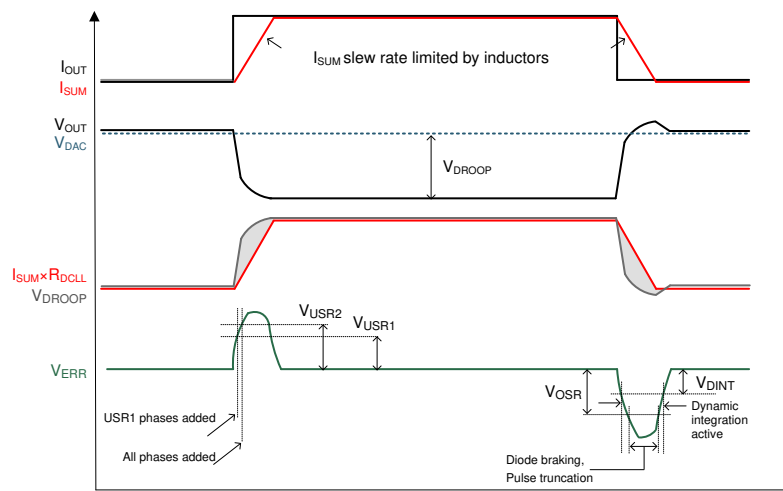 I_SUM slew rate limited by inductors
I_OUT
I_SUM
V_OUT
V_DAC
V_DROOP
I_SUM×R_DCLL
V_DROOP
V_USR2
V_USR1
V_ERR
V_OSR
V_DINT
USR1 phases added
All phases added
Dynamic
integration
active
Diode braking,
Pulse truncation